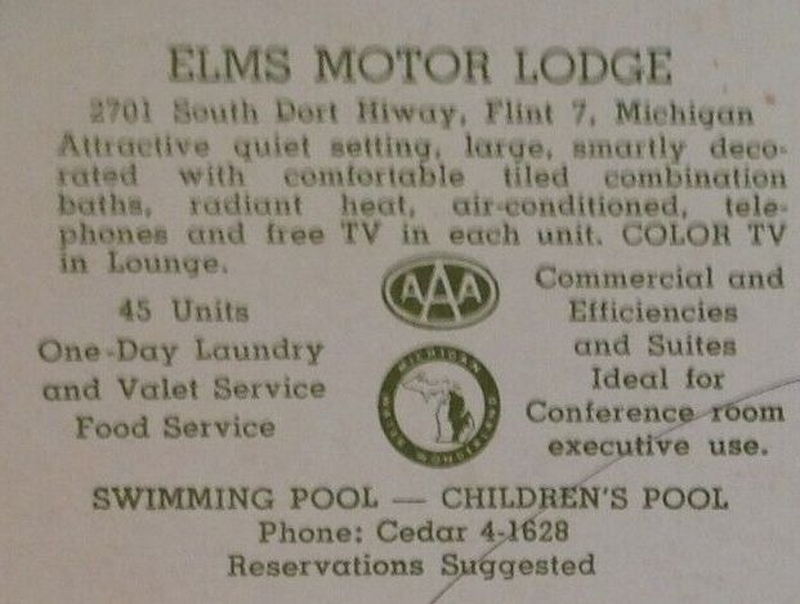 ELMS MOTOR LODGE
2701 South Dort Hiway, Flint 7, Michigan
Attractive quiet setting, large, smartly deco-
rated with comfortable tiled combination
baths, radiant heat, air-conditioned, tele-
phones and free TV in each unit. COLOR TV
in Lounge.
45 Units
One-Day Laundry
and Valet Service
Food Service
AAA
MICHIGAN
WATER WONDERLAND
Commercial and
Efficiencies
and Suites
Ideal for
Conference room
executive use.
SWIMMING POOL — CHILDREN'S POOL
Phone: Cedar 4-1628
Reservations Suggested